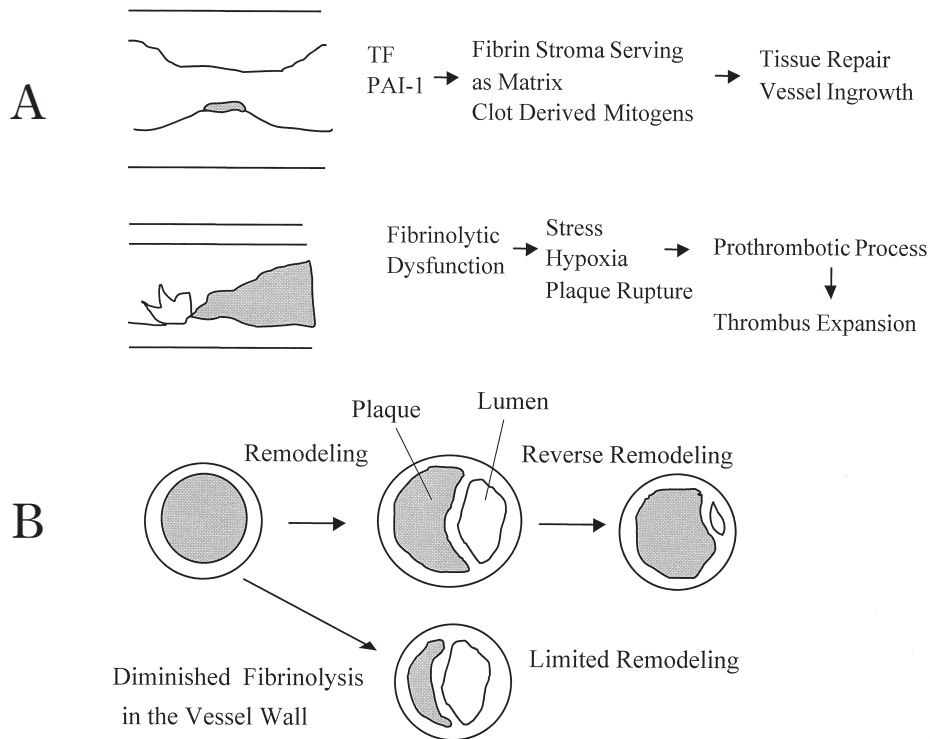 A
TF
PAI-1
Fibrin Stroma Serving
as Matrix
Clot Derived Mitogens
Tissue Repair
Vessel Ingrowth
Fibrinolytic
Dysfunction
Stress
Hypoxia
Plaque Rupture
Prothrombotic Process
Thrombus Expansion
B
Remodeling
Plaque
Lumen
Reverse Remodeling
Diminished Fibrinolysis
in the Vessel Wall
Limited Remodeling